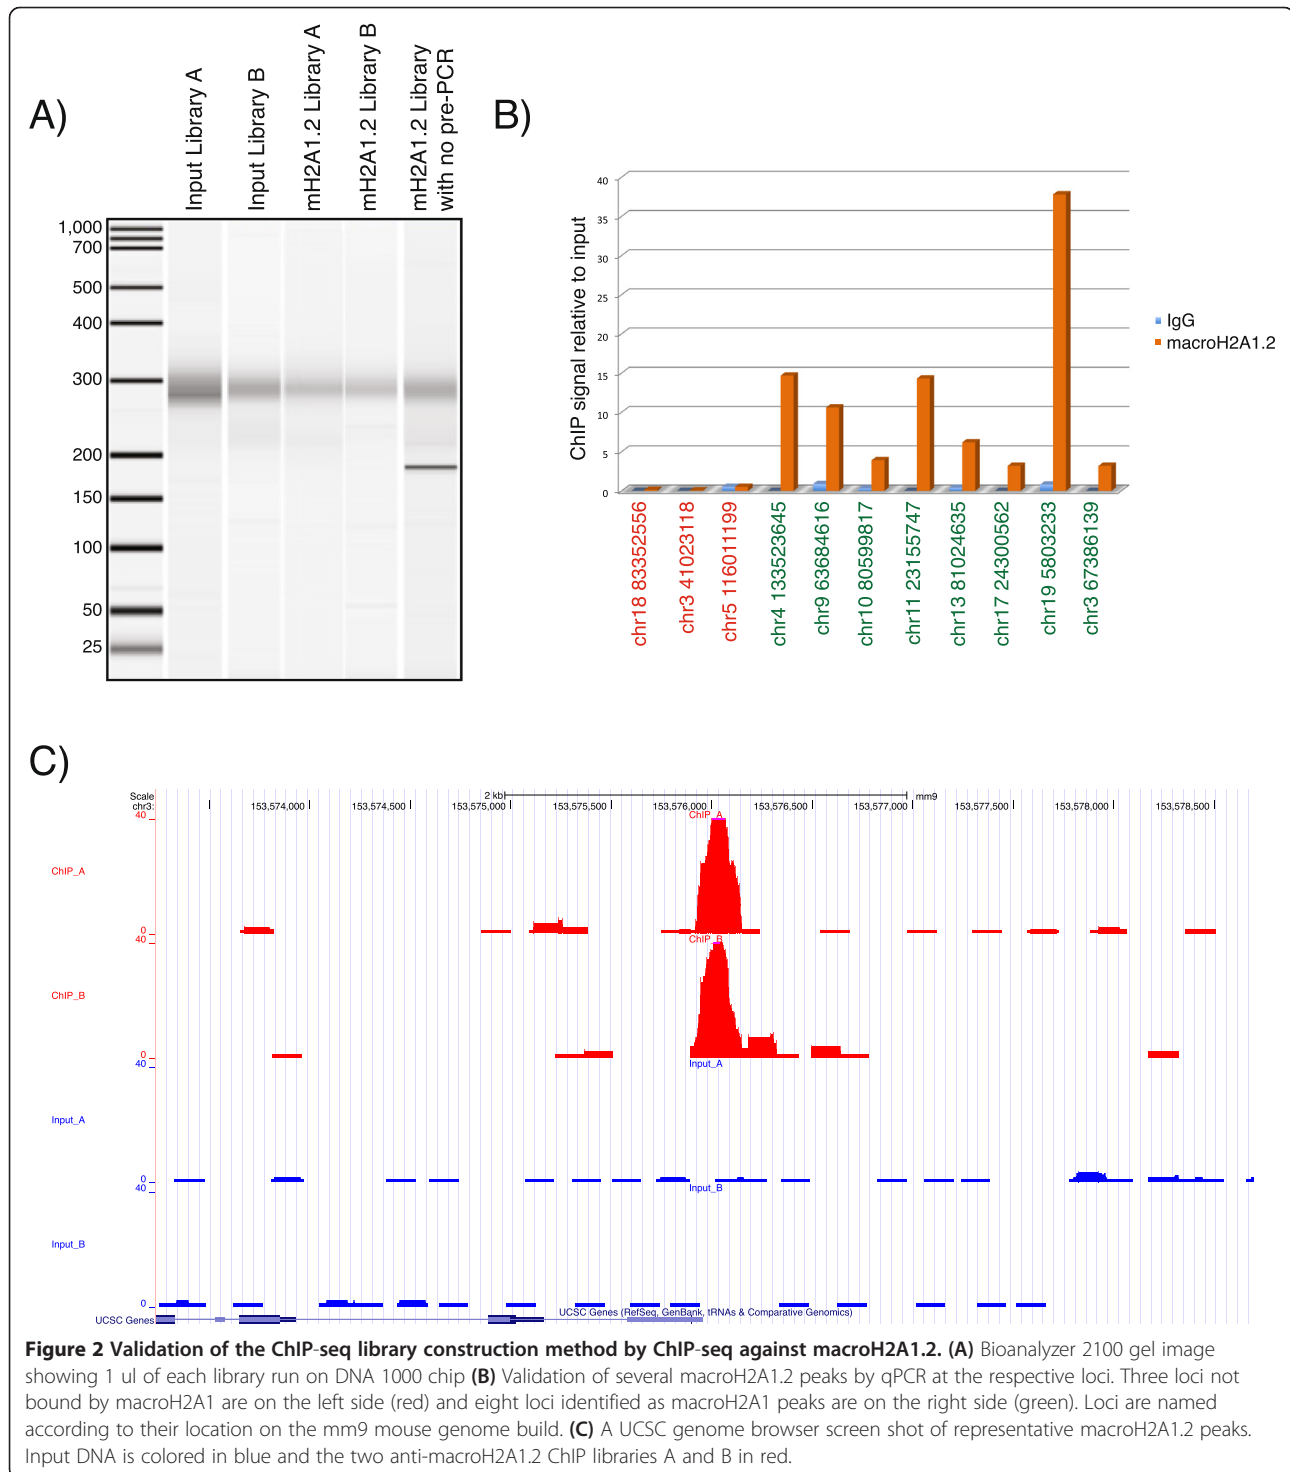 A)
Input Library A
Input Library B
mH2A1.2 Library A
mH2A1.2 Library B
mH2A1.2 Library
with no pre-PCR
1,000
700
500
400
300
200
150
100
50
25
B)
ChIP signal relative to input
40
35
30
25
20
15
10
5
0
IgG
macroH2A1.2
chr18 83352556
chr3 41023118
chr5 116011199
chr4 133523645
chr9 63684616
chr10 80599817
chr11 23155747
chr13 81024635
chr17 24300562
chr19 5803233
chr3 67386139
C)
Scale
2 kb
mm9
chr3:
153,574,000
153,574,500
153,575,000
153,575,500
153,576,000
153,576,500
153,577,000
153,577,500
153,578,000
153,578,500
40
ChIP_A
ChIP_A
0
40
ChIP_B
ChIP_B
0
40
Input_A
Input_A
0
40
Input_B
Input_B
0
UCSC Genes (RefSeq, GenBank, tRNAs & Comparative Genomics)
UCSC Genes
Figure 2 Validation of the ChIP-seq library construction method by ChIP-seq against macroH2A1.2. (A) Bioanalyzer 2100 gel image
showing 1 ul of each library run on DNA 1000 chip (B) Validation of several macroH2A1.2 peaks by qPCR at the respective loci. Three loci not
bound by macroH2A1 are on the left side (red) and eight loci identified as macroH2A1 peaks are on the right side (green). Loci are named
according to their location on the mm9 mouse genome build. (C) A UCSC genome browser screen shot of representative macroH2A1.2 peaks.
Input DNA is colored in blue and the two anti-macroH2A1.2 ChIP libraries A and B in red.